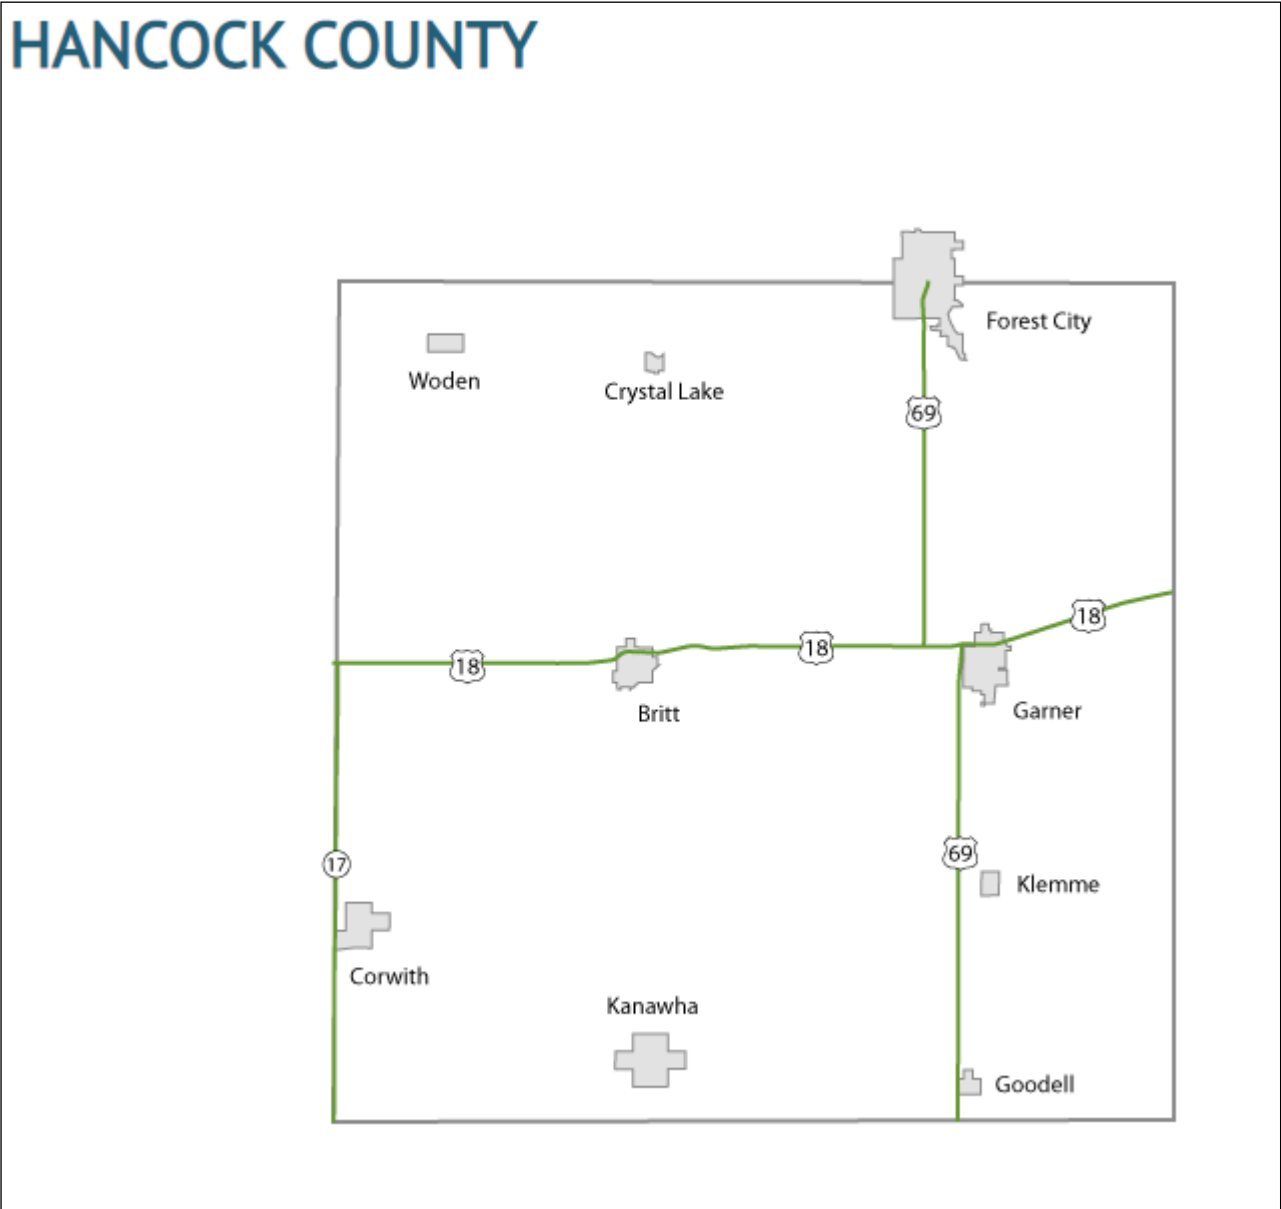 HANCOCK COUNTY
Forest City
Woden
Crystal Lake
69
18
18
18
Britt
Garner
69
17
Klemme
Corwith
Kanawha
Goodell